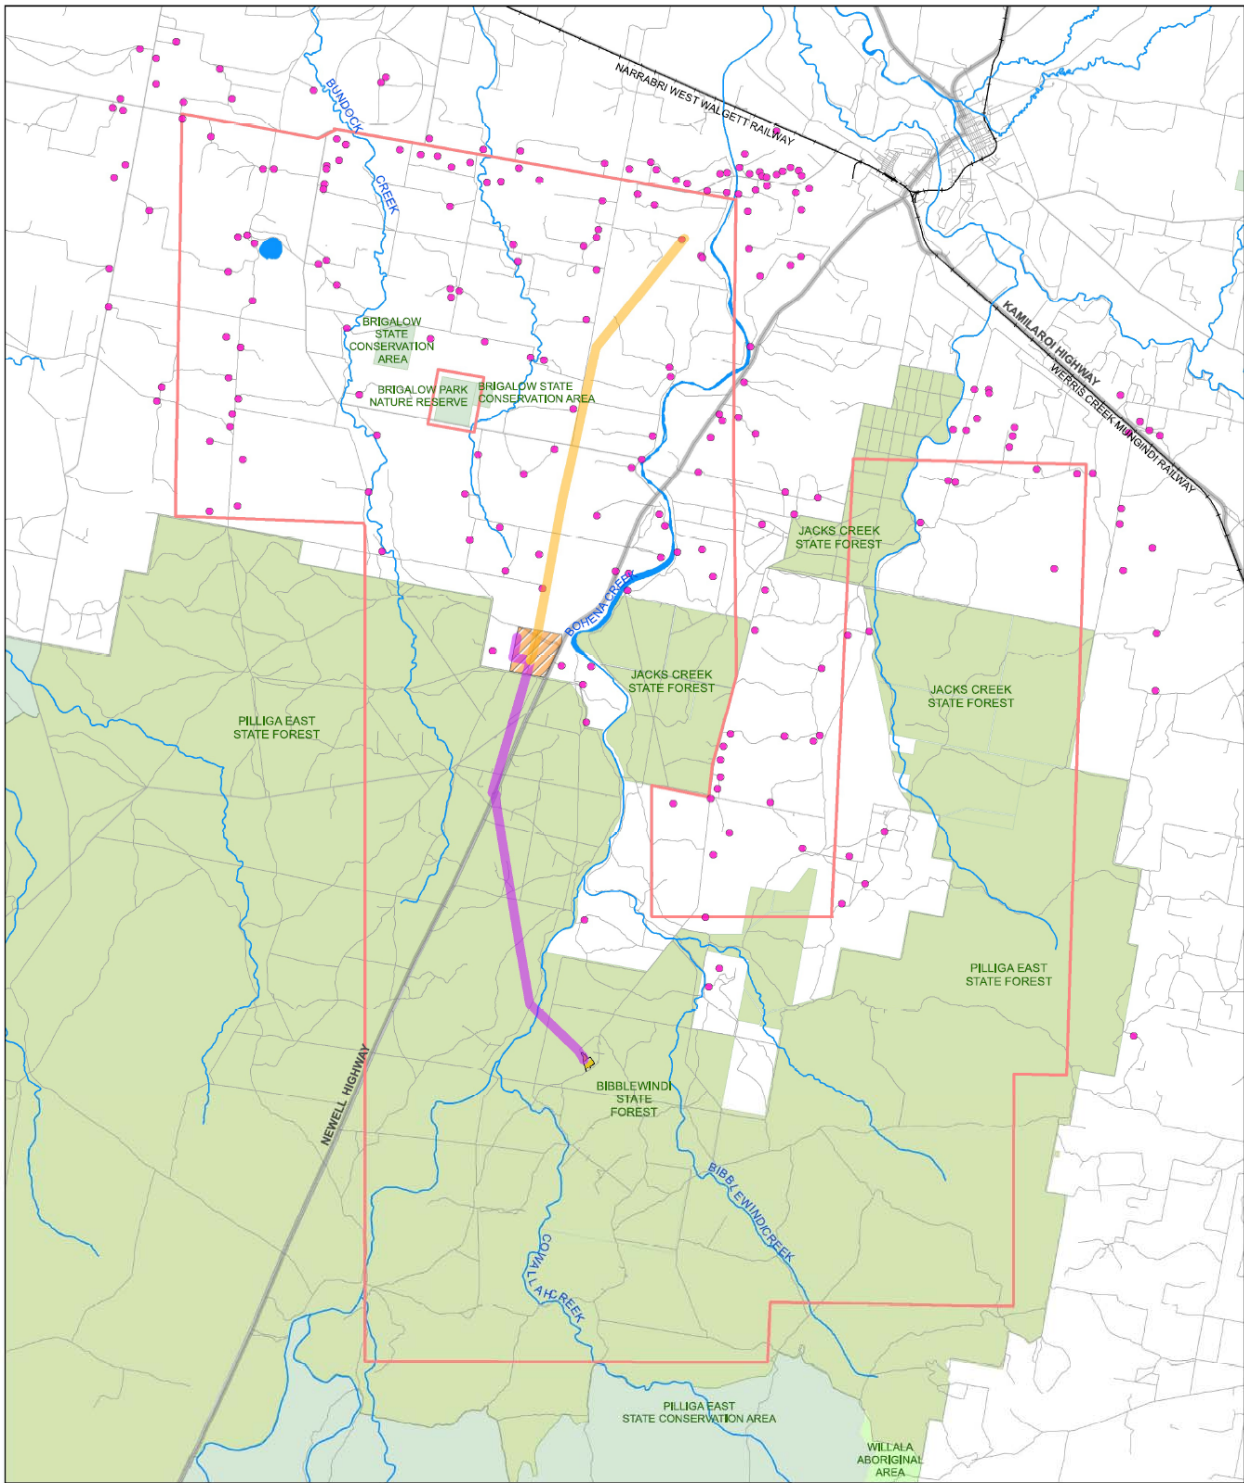 NARRABRI WEST WALGETT RAILWAY
BUNDOCK
CREEK
KAMILAROI HIGHWAY
WERRIS CREEK MUNGINDI RAILWAY
BRIGALOW
STATE
CONSERVATION
AREA
BRIGALOW PARK
NATURE RESERVE
BRIGALOW STATE
CONSERVATION AREA
JACKS CREEK
STATE FOREST
BOHENA CREEK
JACKS CREEK
STATE FOREST
JACKS CREEK
STATE FOREST
PILLIGA EAST
STATE FOREST
PILLIGA EAST
STATE FOREST
NEWELL HIGHWAY
BIBBLEWINDI
STATE
FOREST
BIBBLEWINDI CREEK
COWALLAH CREEK
PILLIGA EAST
STATE CONSERVATION AREA
WILLALA
ABORIGINAL
AREA